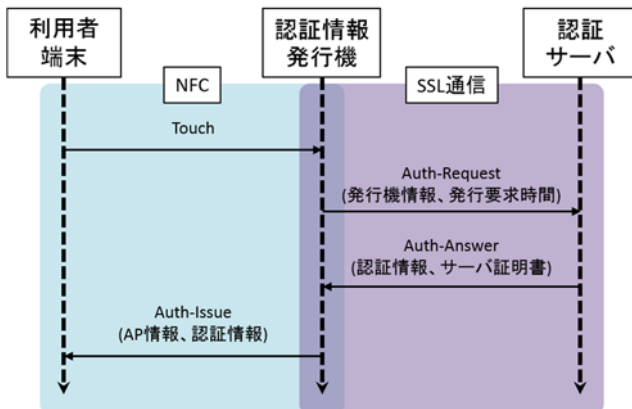 利用者
端末
認証情報
発行機
認証
サーバ
NFC
SSL通信
Touch
Auth-Request
(発行機情報、発行要求時間)
Auth-Answer
(認証情報、サーバ証明書)
Auth-Issue
(AP情報、認証情報)